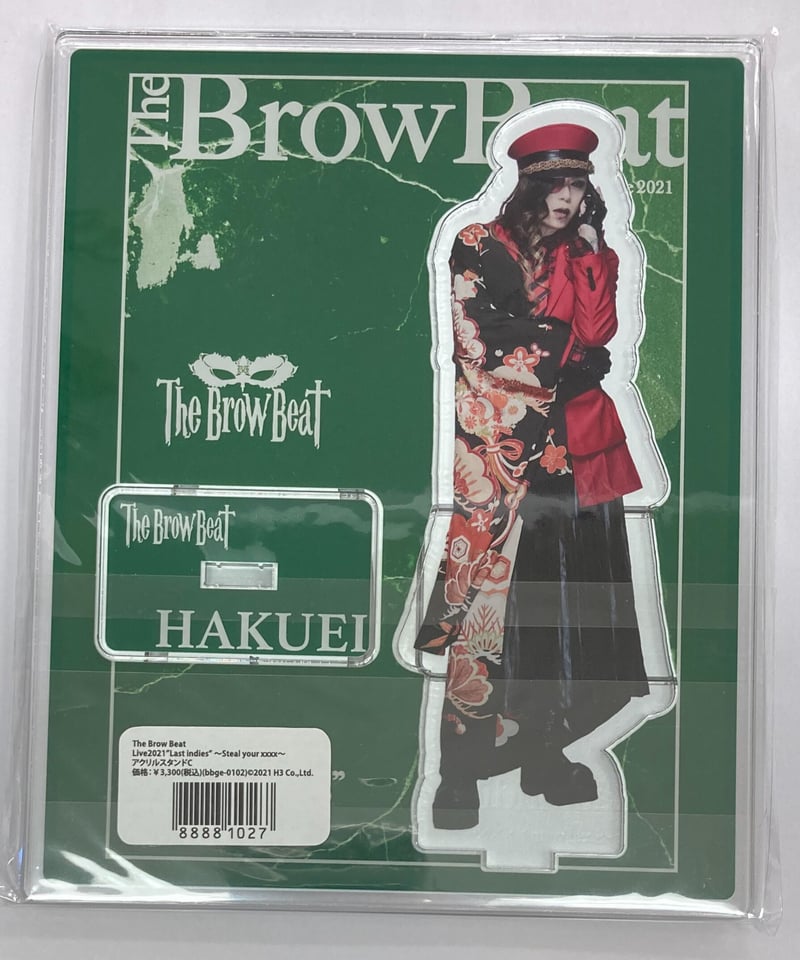 The
Brow Beat
2021
The Brow Beat
The Brow Beat
HAKUEI
The Brow Beat
Live2021"Last indies" ～Steal your xxxx～
アクリルスタンドC
価格：￥3,300(税込)(bbge-0102)©2021 H3 Co.,Ltd.
88881027